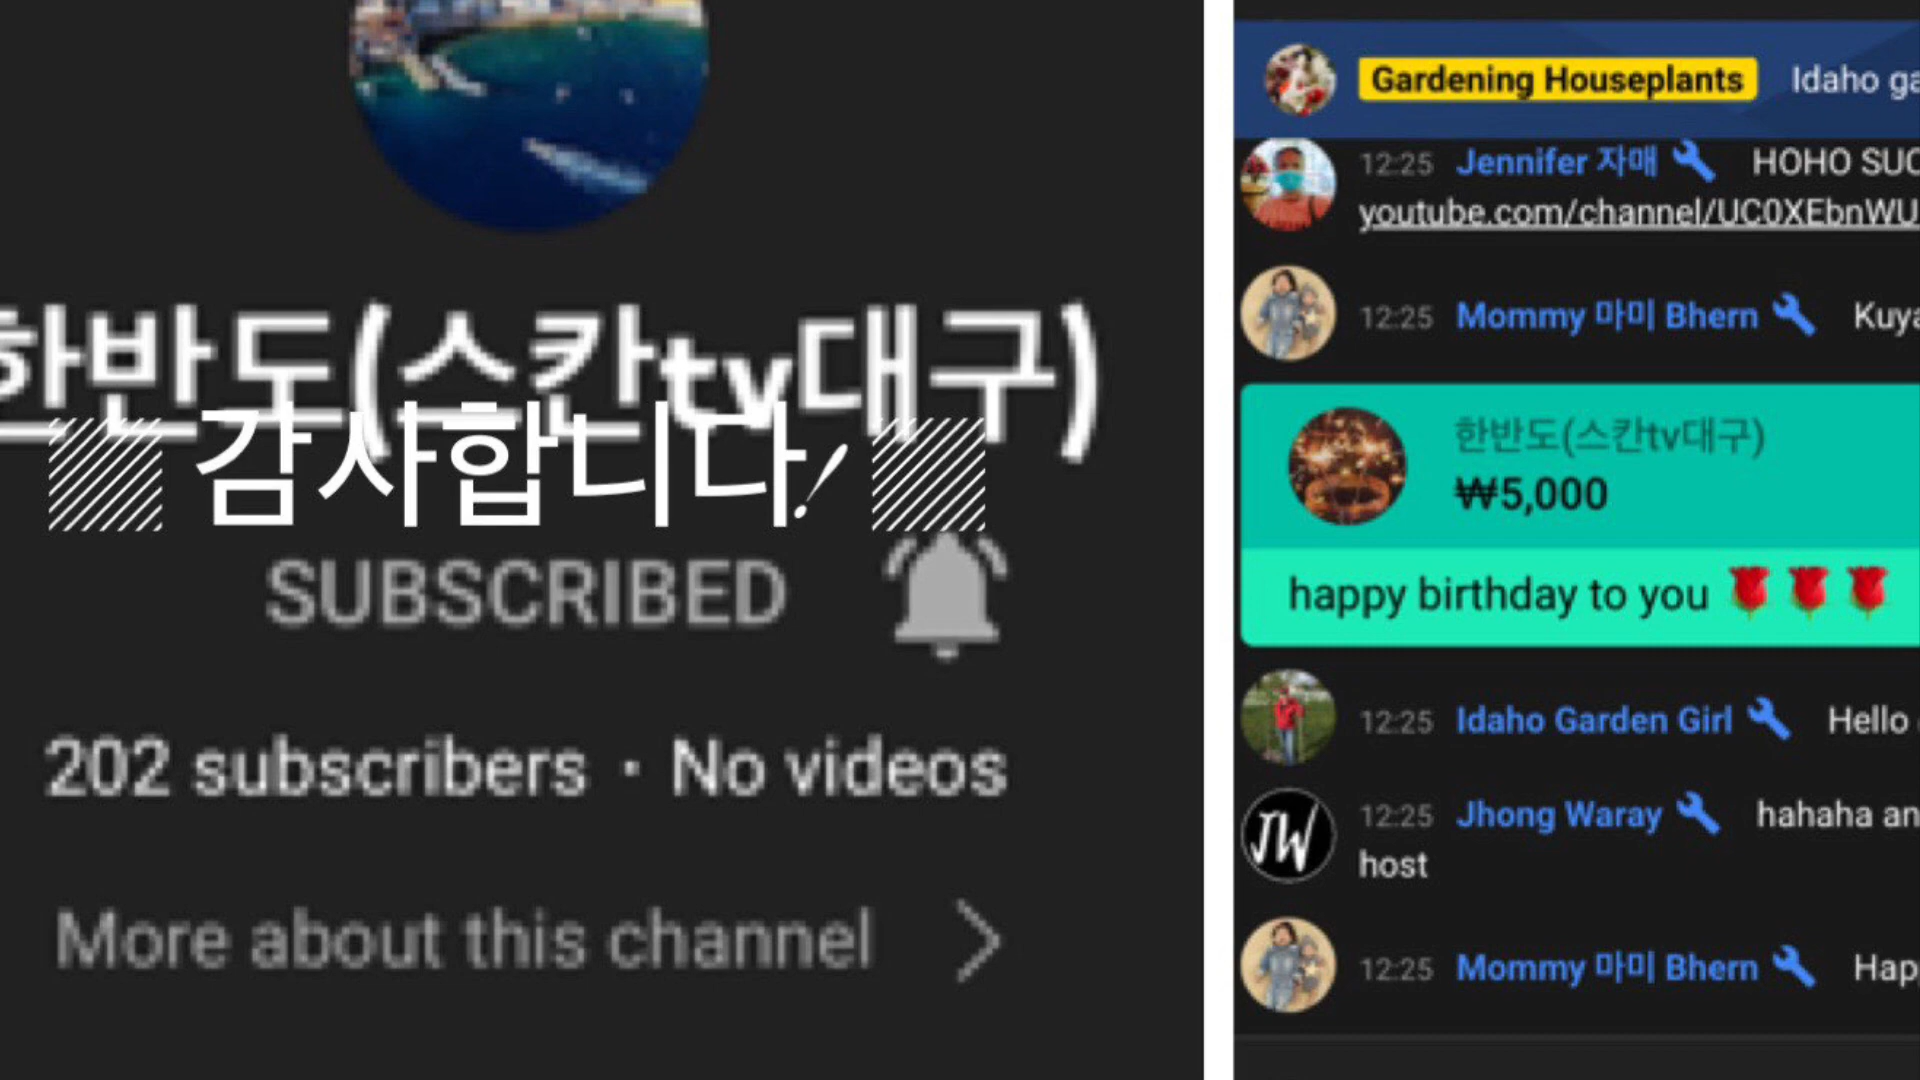 한반도(스칸tv대구)
감사합니다!
SUBSCRIBED
202 subscribers · No videos
More about this channel
Gardening Houseplants Idaho ga
12:25 Jennifer 자매 HOHO SUC
youtube.com/channel/UC0XEbnWU
12:25 Mommy 마미 Bhern Kuya
한반도(스칸tv대구)
₩5,000
happy birthday to you 🌹🌹🌹
12:25 Idaho Garden Girl Hello
JW
12:25 Jhong Waray hahaha an
host
12:25 Mommy 마미 Bhern Hap